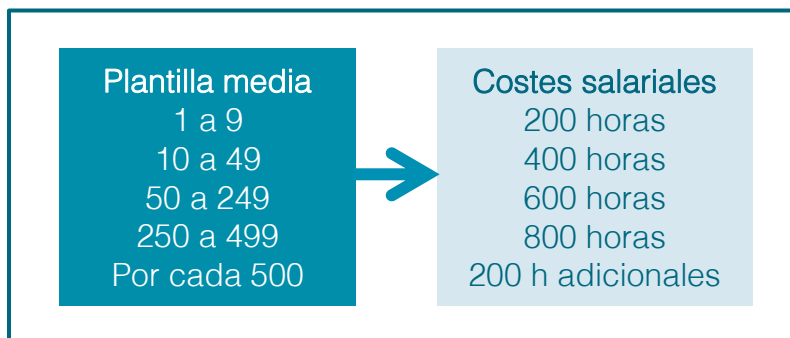 Plantilla media
1 a 9
10 a 49
50 a 249
250 a 499
Por cada 500
Costes salariales
200 horas
400 horas
600 horas
800 horas
200 h adicionales